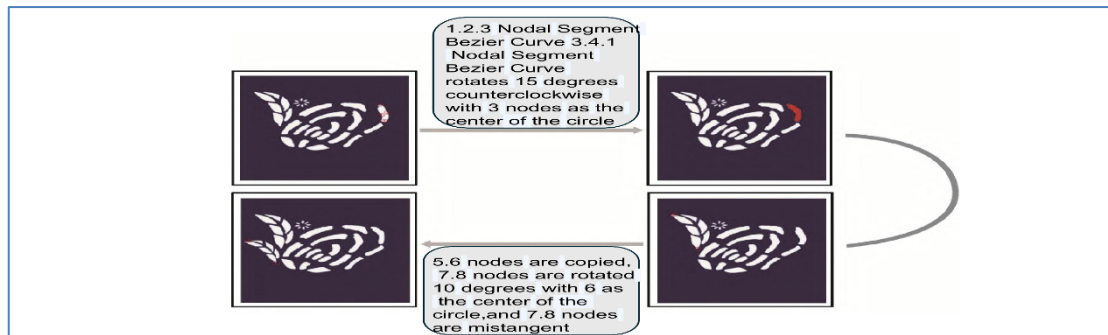 1.2.3 Nodal Segment
Bezier Curve 3.4.1
Nodal Segment
Bezier Curve
rotates 15 degrees
counterclockwise
with 3 nodes as the
center of the circle
5.6 nodes are copied,
7.8 nodes are rotated
10 degrees with 6 as
the center of the
circle,and 7.8 nodes
are mistangent